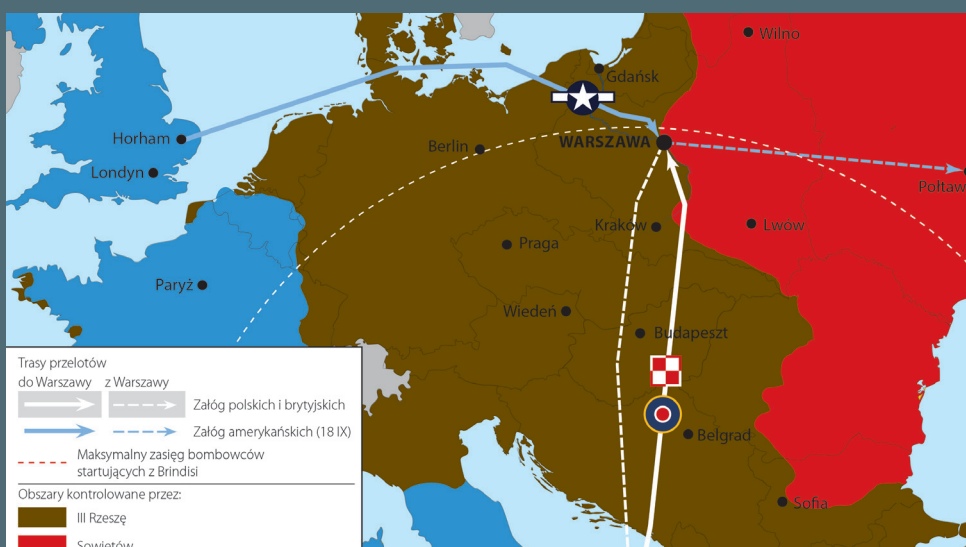 Wilno
Gdańsk
Horham
Berlin
WARSZAWA
Londyn
Połtaw
Kraków
Lwów
Praga
Paryż
Wiedeń
Budapeszt
Trasy przelotów
do Warszawy z Warszawy
Załóg polskich i brytyjskich
Załóg amerykańskich (18 IX)
Belgrad
Maksymalny zasięg bombowców
startujących z Brindisi
Obszary kontrolowane przez:
Sofia
III Rzeszę
Sowietów